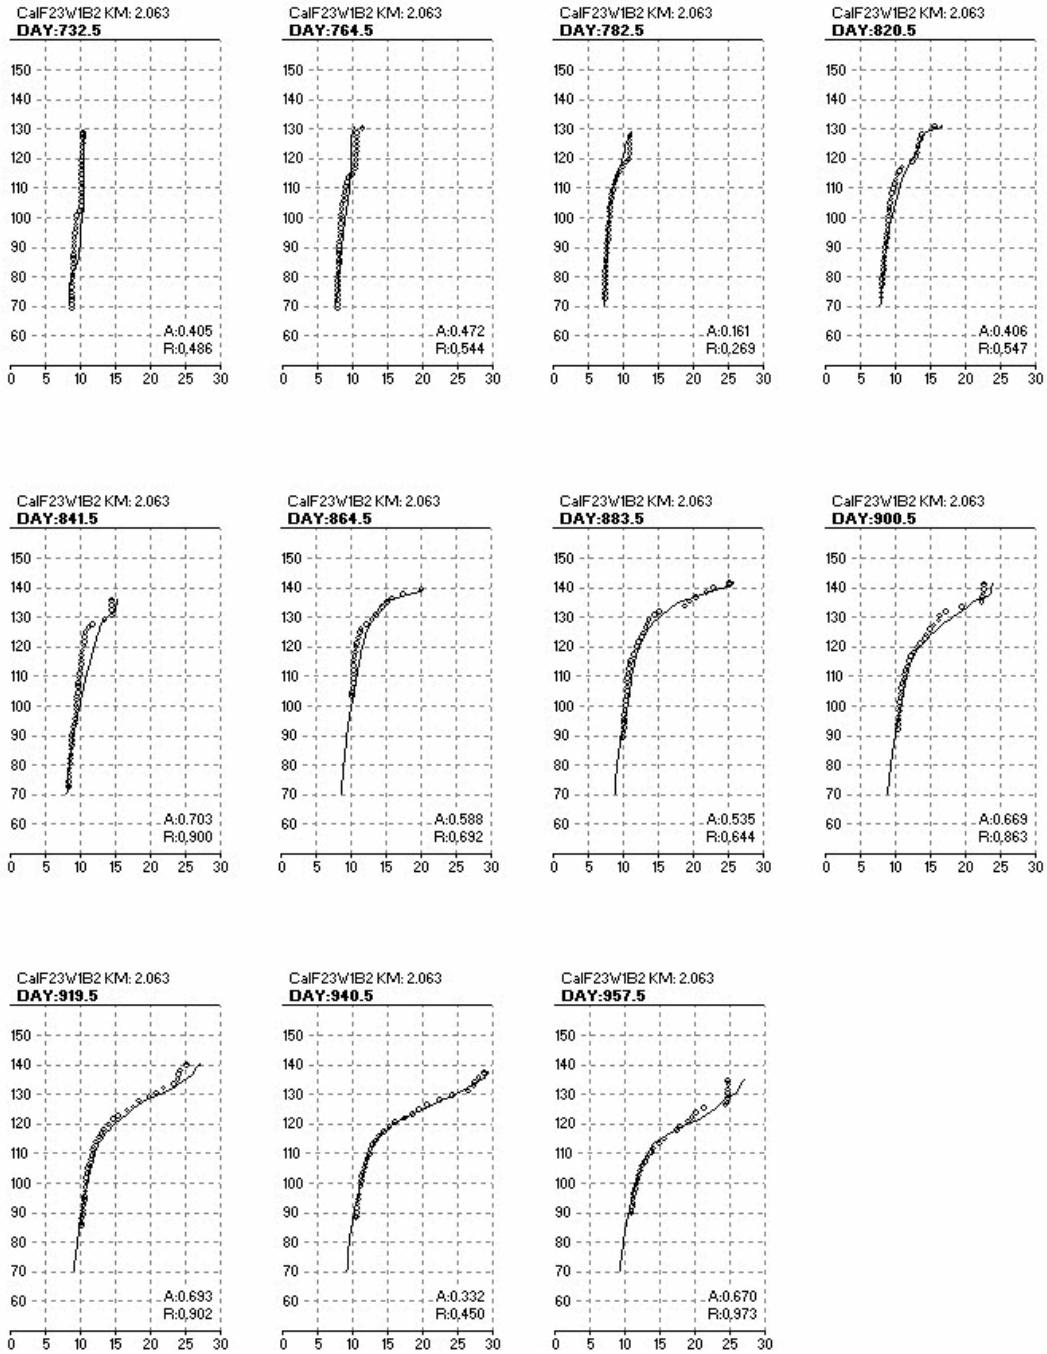 CalF23W1B2 KM: 2.063
DAY:732.5
150
140
130
120
110
100
90
80
70
60
A:0.405
R:0.486
0 5 10 15 20 25 30
CalF23W1B2 KM: 2.063
DAY:764.5
150
140
130
120
110
100
90
80
70
60
A:0.472
R:0.544
0 5 10 15 20 25 30
CalF23W1B2 KM: 2.063
DAY:782.5
150
140
130
120
110
100
90
80
70
60
A:0.161
R:0.269
0 5 10 15 20 25 30
CalF23W1B2 KM: 2.063
DAY:820.5
150
140
130
120
110
100
90
80
70
60
A:0.406
R:0.547
0 5 10 15 20 25 30
CalF23W1B2 KM: 2.063
DAY:841.5
150
140
130
120
110
100
90
80
70
60
A:0.703
R:0.900
0 5 10 15 20 25 30
CalF23W1B2 KM: 2.063
DAY:864.5
150
140
130
120
110
100
90
80
70
60
A:0.588
R:0.692
0 5 10 15 20 25 30
CalF23W1B2 KM: 2.063
DAY:883.5
150
140
130
120
110
100
90
80
70
60
A:0.535
R:0.644
0 5 10 15 20 25 30
CalF23W1B2 KM: 2.063
DAY:900.5
150
140
130
120
110
100
90
80
70
60
A:0.669
R:0.863
0 5 10 15 20 25 30
CalF23W1B2 KM: 2.063
DAY:919.5
150
140
130
120
110
100
90
80
70
60
A:0.693
R:0.902
0 5 10 15 20 25 30
CalF23W1B2 KM: 2.063
DAY:940.5
150
140
130
120
110
100
90
80
70
60
A:0.332
R:0.450
0 5 10 15 20 25 30
CalF23W1B2 KM: 2.063
DAY:957.5
150
140
130
120
110
100
90
80
70
60
A:0.670
R:0.973
0 5 10 15 20 25 30